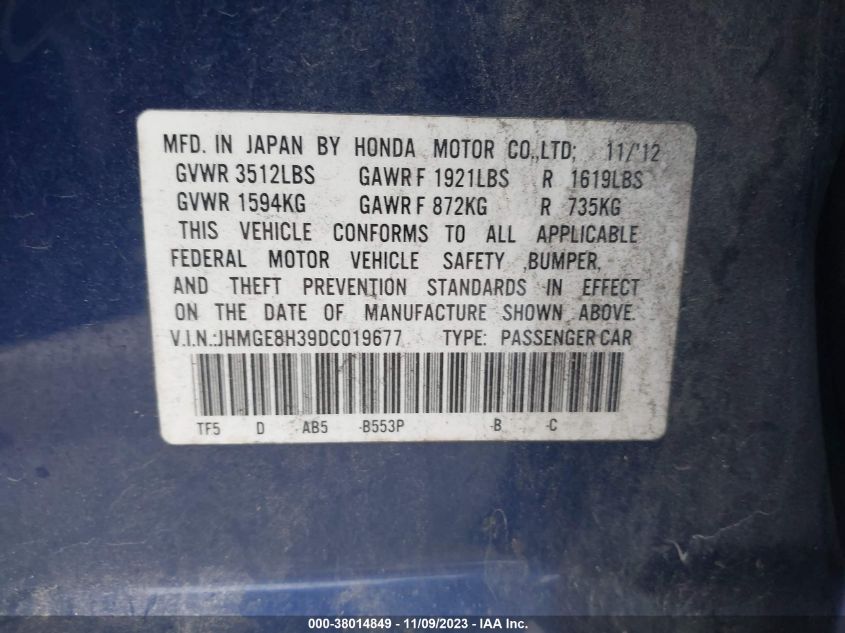 MFD. IN JAPAN BY HONDA MOTOR CO.,LTD; 11/'12
GVWR 3512LBS GAWR F 1921LBS R 1619LBS
GVWR 1594KG GAWR F 872KG R 735KG
THIS VEHICLE CONFORMS TO ALL APPLICABLE
FEDERAL MOTOR VEHICLE SAFETY ,BUMPER,
AND THEFT PREVENTION STANDARDS IN EFFECT
ON THE DATE OF MANUFACTURE SHOWN ABOVE.
V.I.N.:JHMGE8H39DC019677 TYPE: PASSENGER CAR
TF5 D -AB5 -B553P -B -C
000-38014849 - 11/09/2023 - IAA Inc.